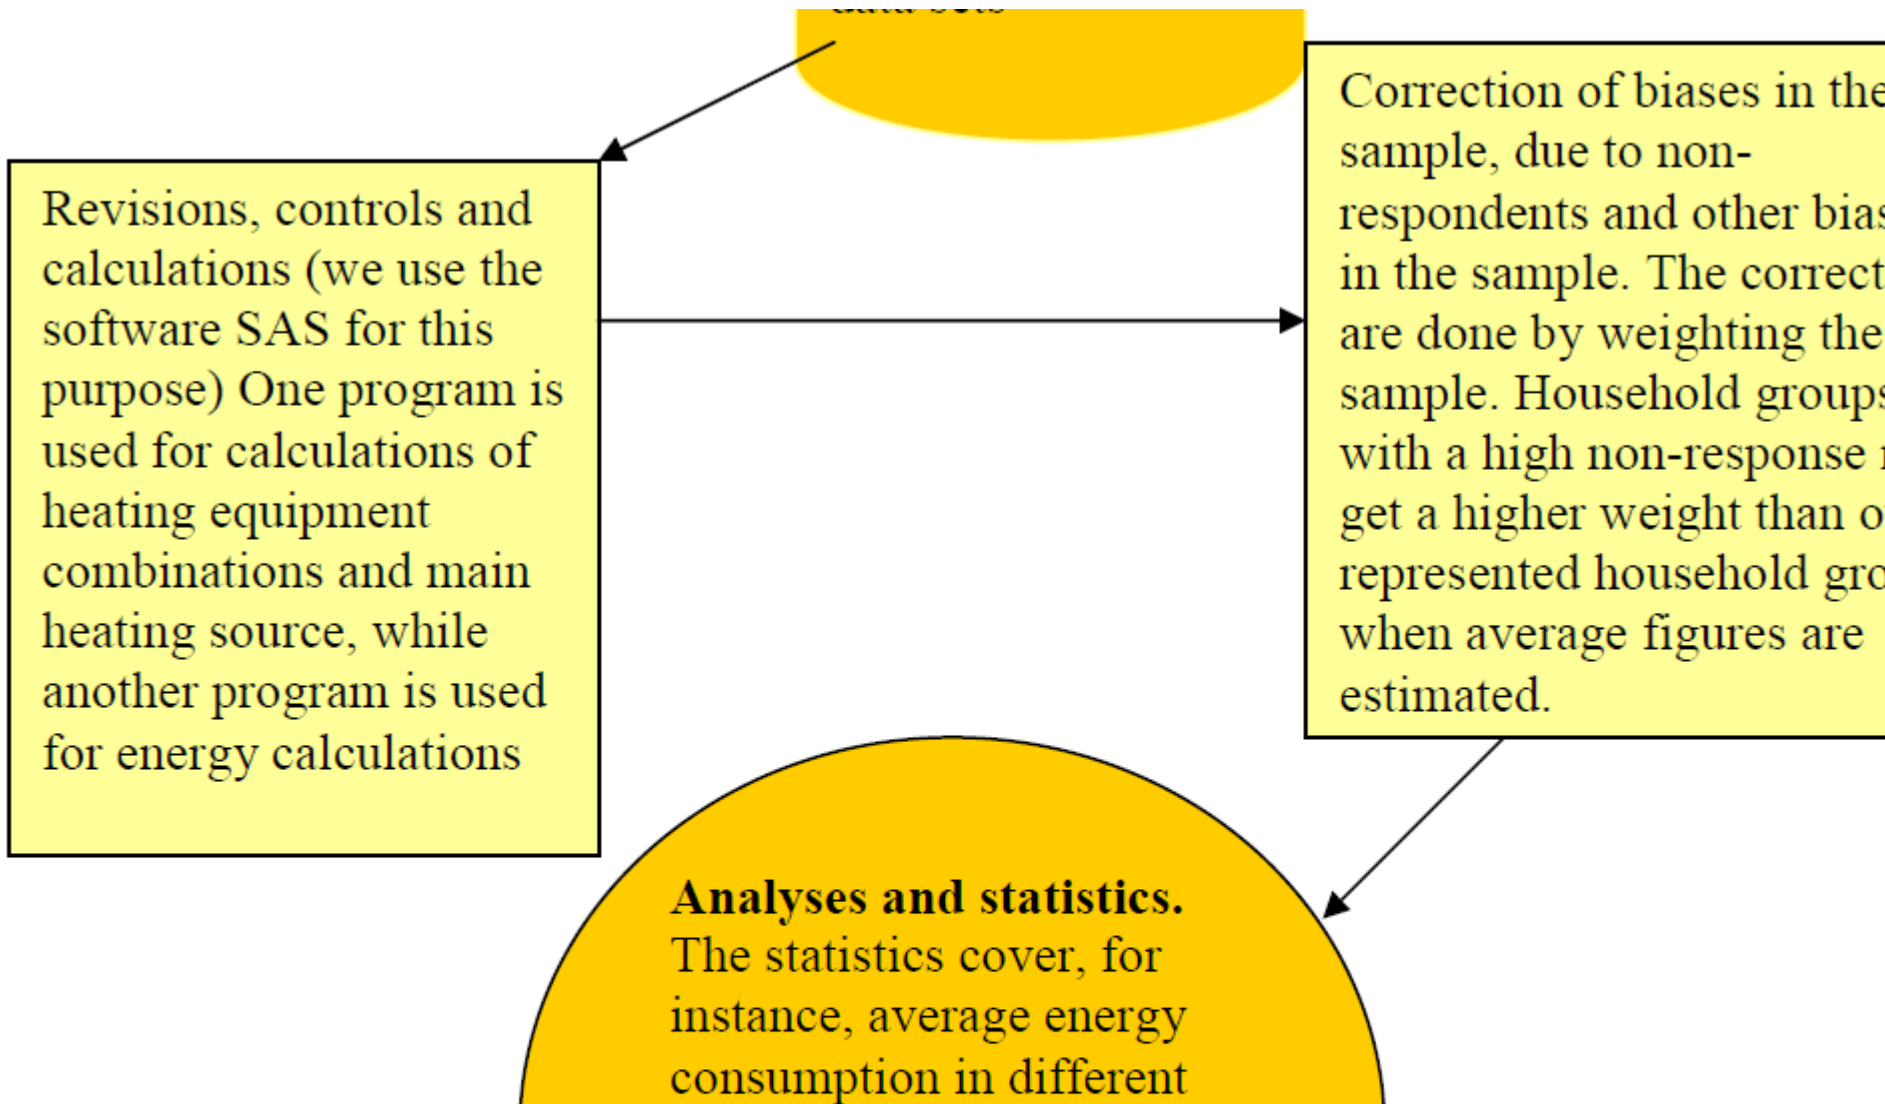 data sets
Revisions, controls and
calculations (we use the
software SAS for this
purpose) One program is
used for calculations of
heating equipment
combinations and main
heating source, while
another program is used
for energy calculations
Correction of biases in the
sample, due to non-
respondents and other
in the sample. The
are done by weighting the
sample. Household groups
with a high non-response
get a higher weight than
represented household
when average figures are
estimated.
Analyses and statistics.
The statistics cover, for
instance, average energy
consumption in different